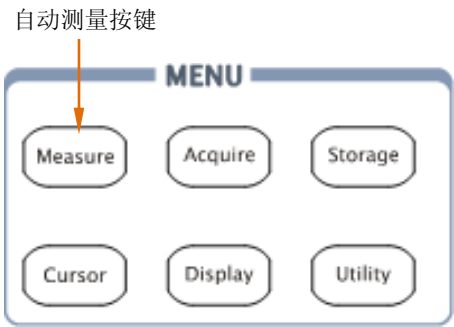 自动测量按键
MENU
Measure Acquire Storage
Cursor Display Utility